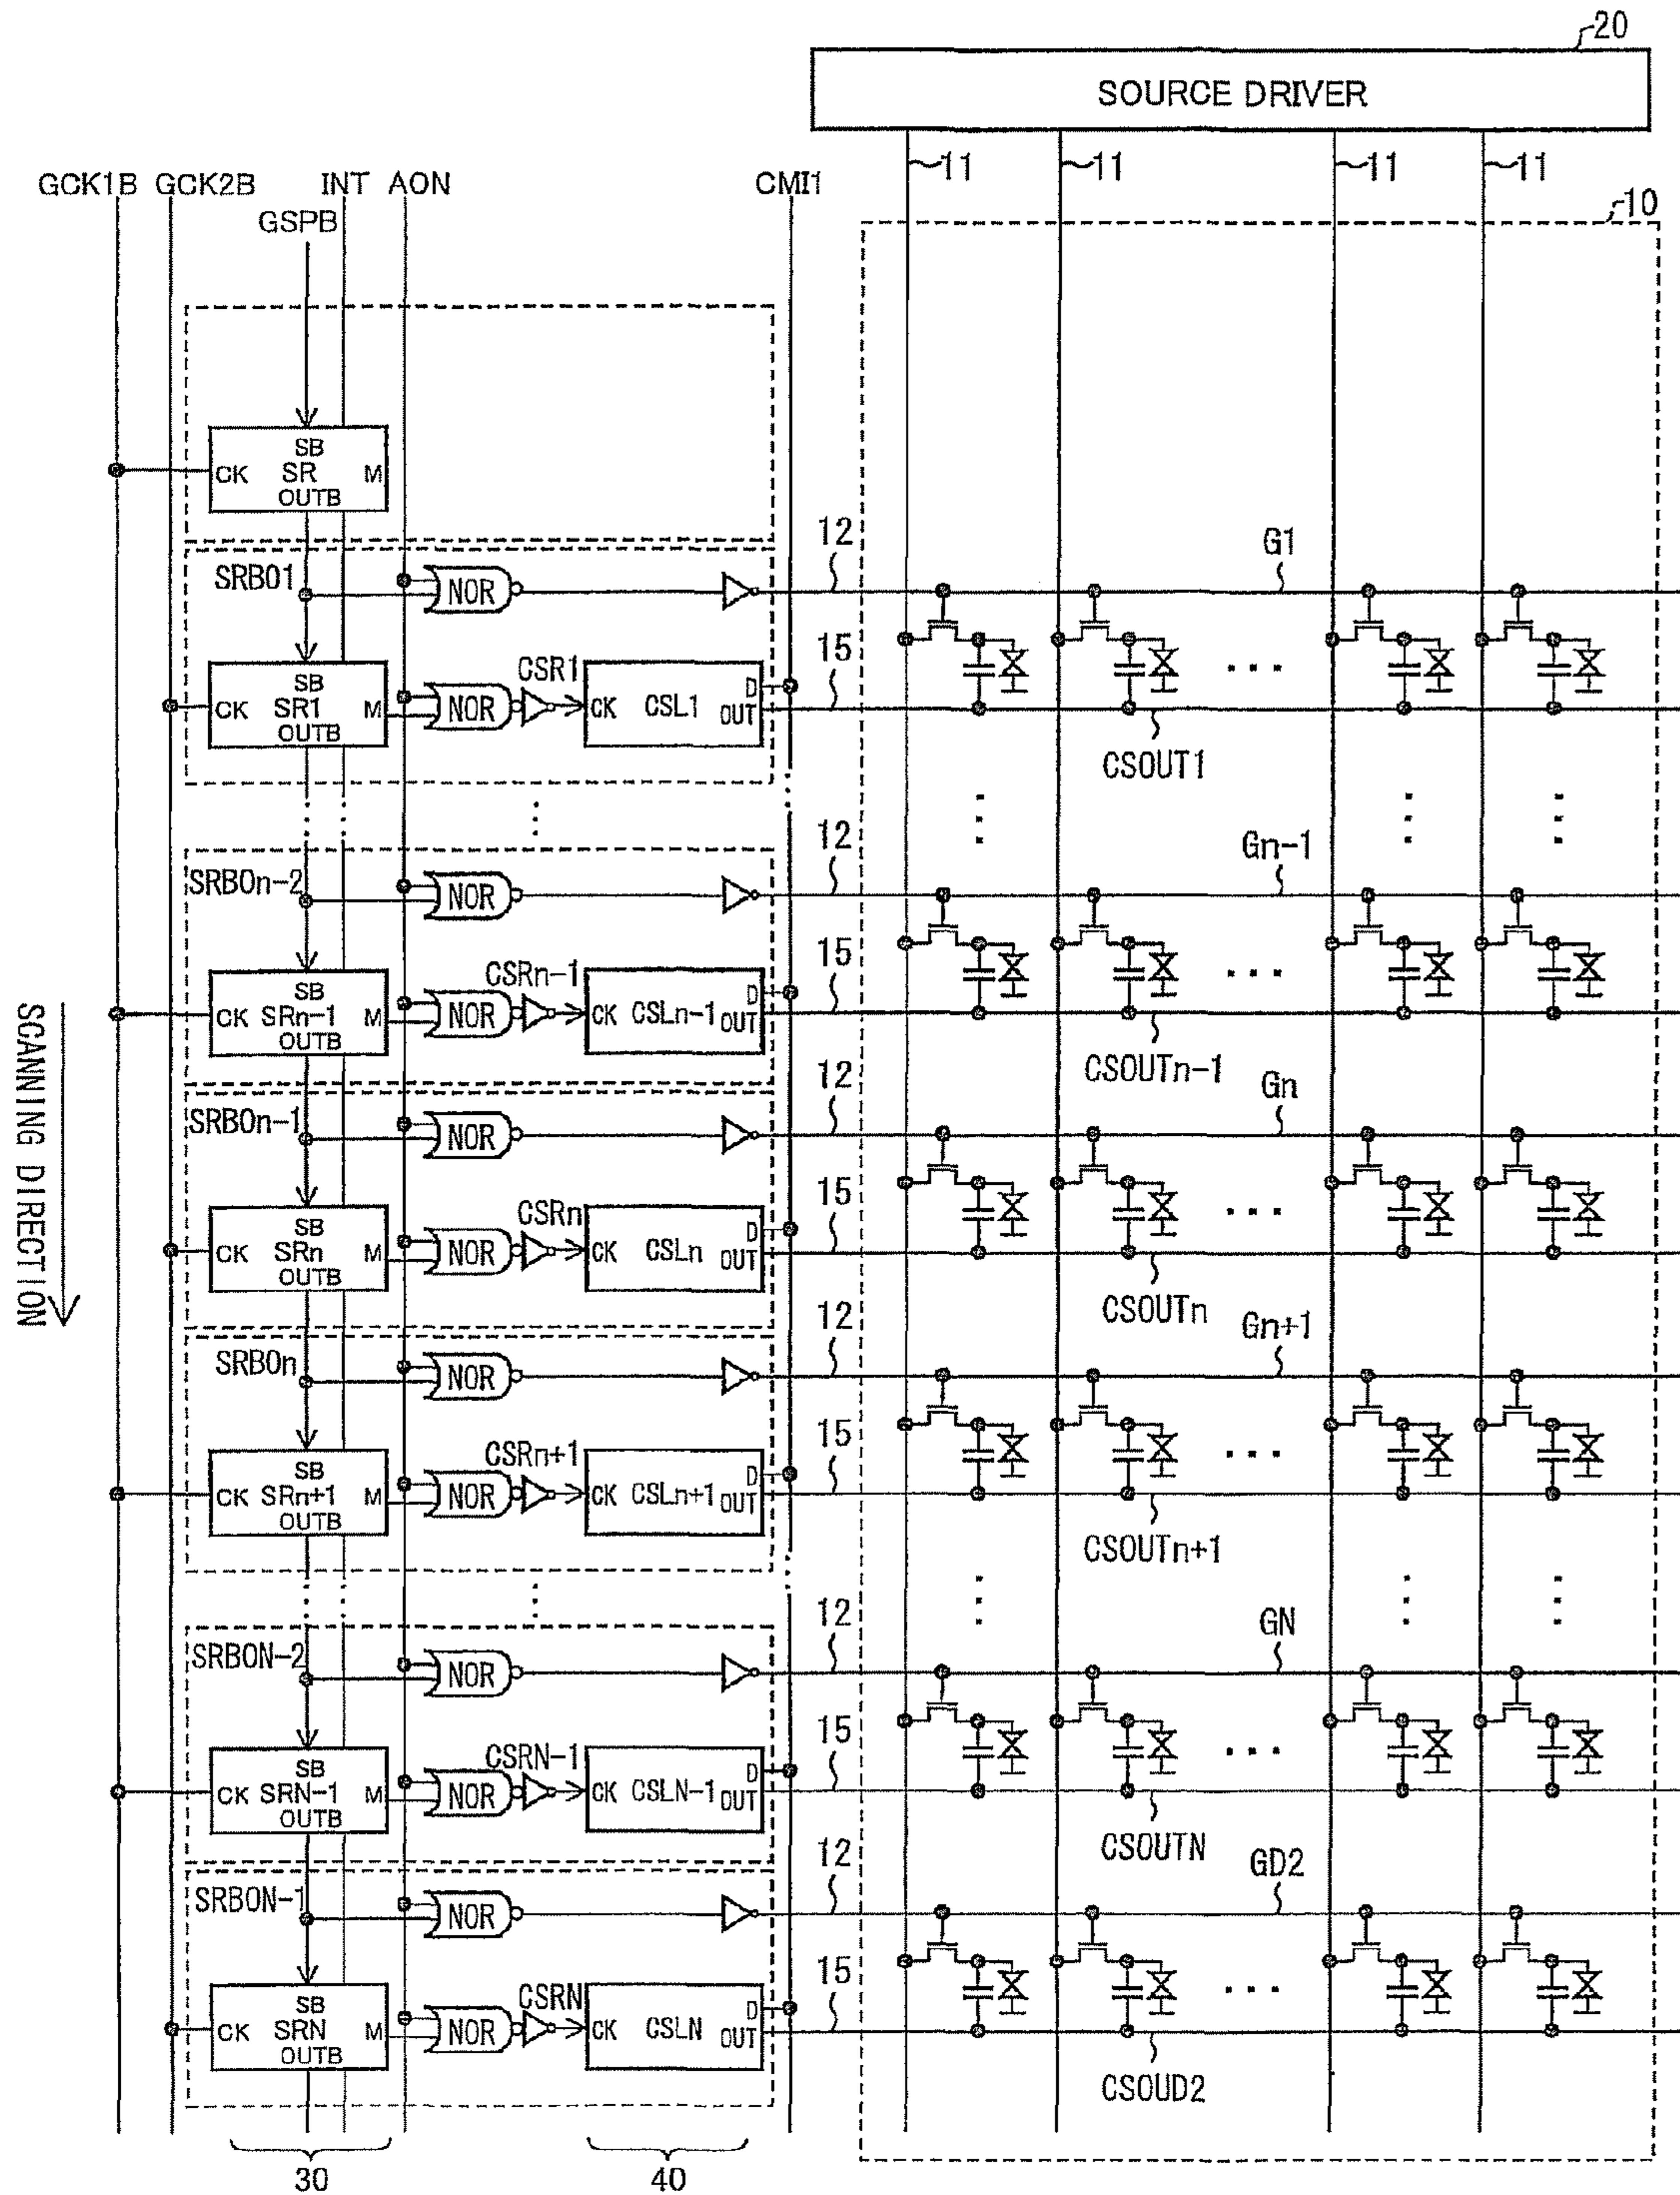 20
SOURCE DRIVER
11 11 11 11
GCK1B GCK2B INT AON CMI1
GSPB
10
SB
CK SR M
OUTB
12
G1
SRBO1
NOR
15
CSR1
SB
CK SR1 M
OUTB
NOR
CK CSL1 D
OUT
CSOUT1
12
Gn-1
SRBOn-2
NOR
15
CSRn-1
SB
CK SRn-1 M
OUTB
NOR
CK CSLn-1 D
OUT
CSOUTn-1
SCANNING DIRECTION
12
Gn
SRBOn-1
NOR
15
CSRn
SB
CK SRn M
OUTB
NOR
CK CSLn D
OUT
CSOUTn
12
Gn+1
SRBOn
NOR
15
CSRn+1
SB
CK SRn+1 M
OUTB
NOR
CK CSLn+1 D
OUT
CSOUTn+1
12
GN
SRBON-2
NOR
15
CSRN-1
SB
CK SRN-1 M
OUTB
NOR
CK CSLN-1 D
OUT
CSOUTN
12
GD2
SRBON-1
NOR
15
CSRN
SB
CK SRN M
OUTB
NOR
CK CSLN D
OUT
CSOUD2
30 40